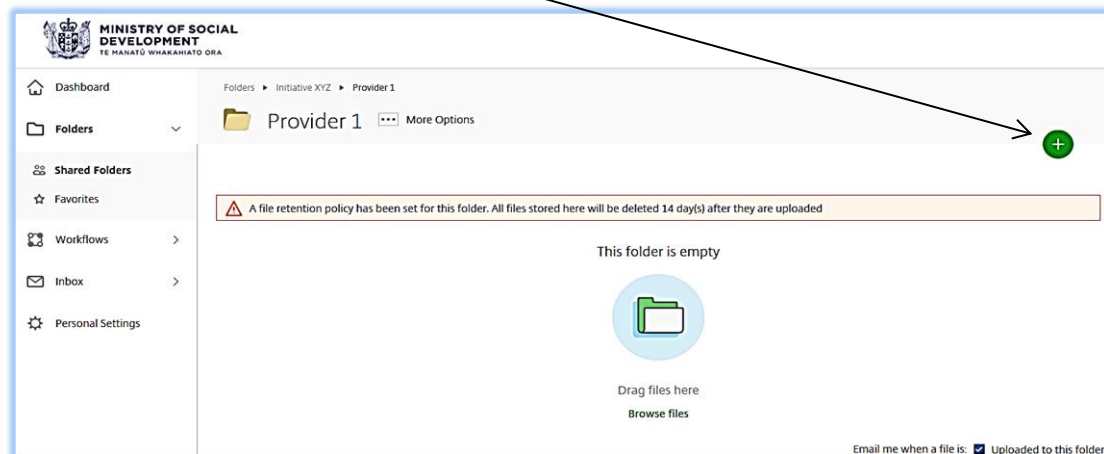 MINISTRY OF SOCIAL
DEVELOPMENT
TE MANATŪ WHAKAHIATO ORA
Dashboard
Folders
Shared Folders
Favorites
Workflows
Inbox
Personal Settings
Folders ▸ Initiative XYZ ▸ Provider 1
Provider 1 ••• More Options
A file retention policy has been set for this folder. All files stored here will be deleted 14 day(s) after they are uploaded
This folder is empty
Drag files here
Browse files
Email me when a file is: Uploaded to this folder